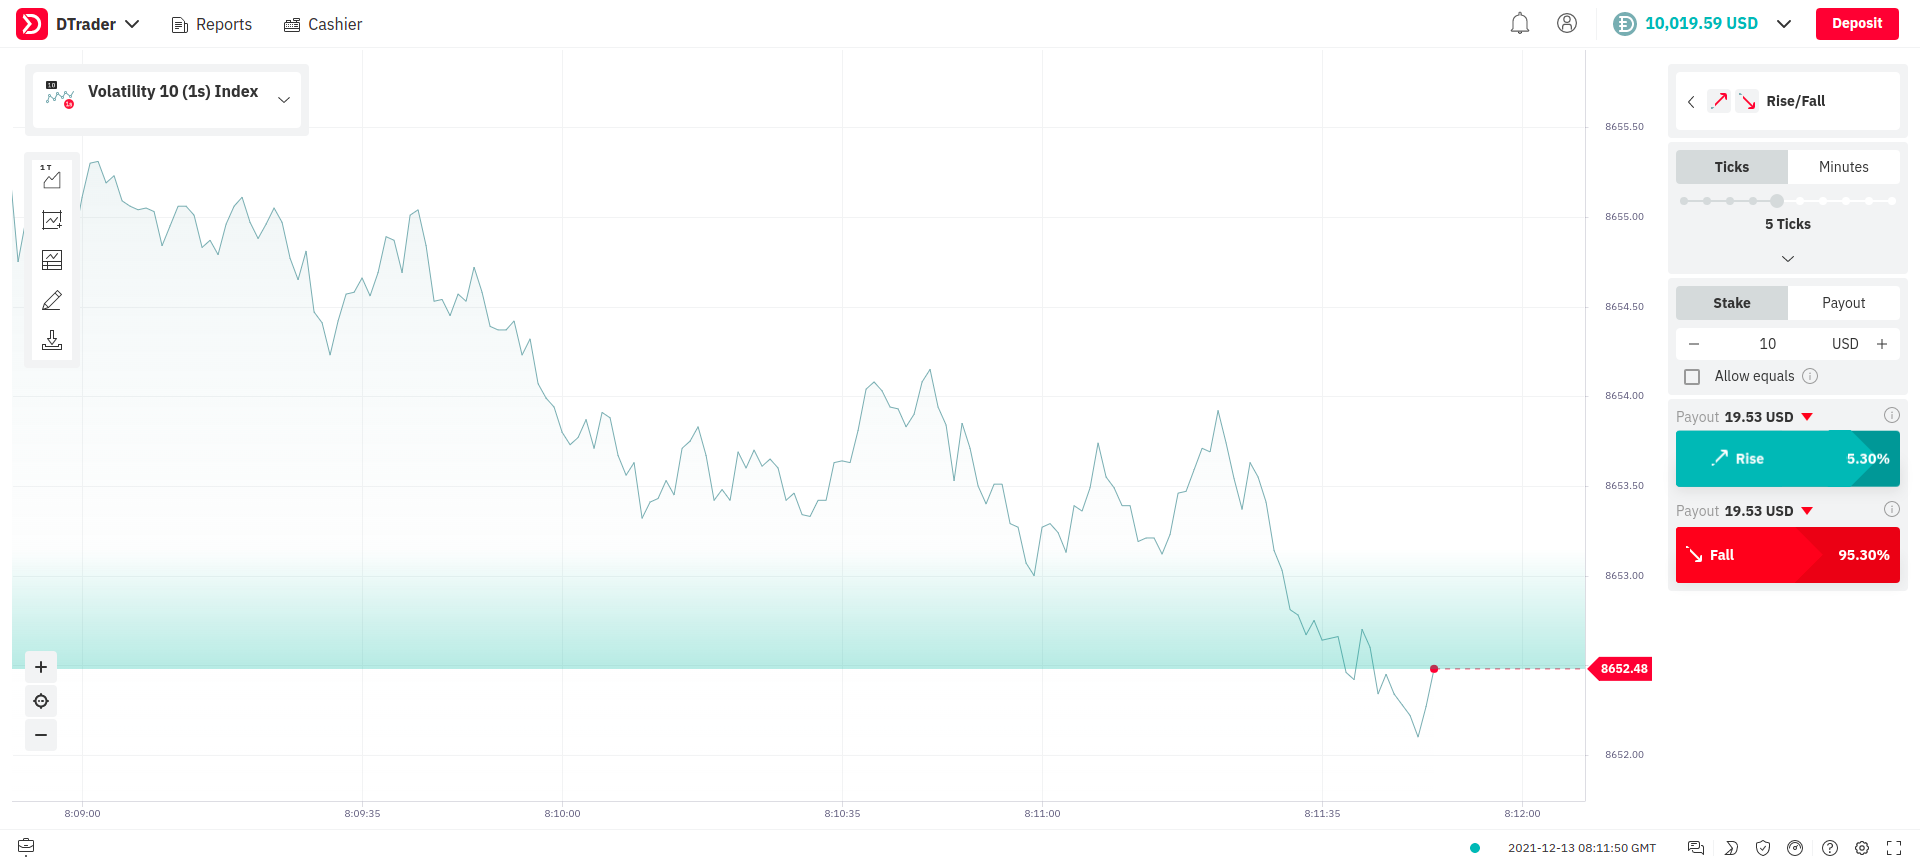 DTrader
Reports
Cashier
10,019.59 USD
Deposit
10
1s
Volatility 10 (1s) Index
1 T
8655.50
8655.00
8654.50
8654.00
8653.50
8653.00
8652.48
8652.00
8:09:00
8:09:35
8:10:00
8:10:35
8:11:00
8:11:35
8:12:00
Rise/Fall
Ticks
Minutes
5 Ticks
Stake
Payout
10
USD
Allow equals
Payout 19.53 USD
Rise
5.30%
Payout 19.53 USD
Fall
95.30%
2021-12-13 08:11:50 GMT